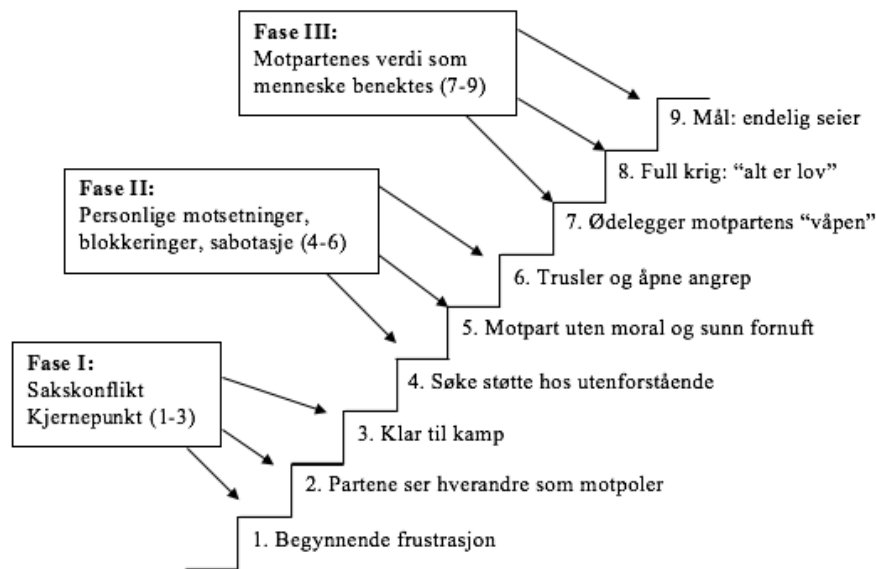 Fase III:
Motpartenes verdi som
menneske benektes (7-9)
9. Mål: endelig seier
8. Full krig: “alt er lov”
Fase II:
Personlige motsetninger,
blokkeringer, sabotasje (4-6)
7. Ødelegger motpartens “våpen”
6. Trusler og åpne angrep
5. Motpart uten moral og sunn fornuft
Fase I:
Sakskonflikt
Kjernepunkt (1-3)
4. Søke støtte hos utenforstående
3. Klar til kamp
2. Partene ser hverandre som motpoler
1. Begynnende frustrasjon